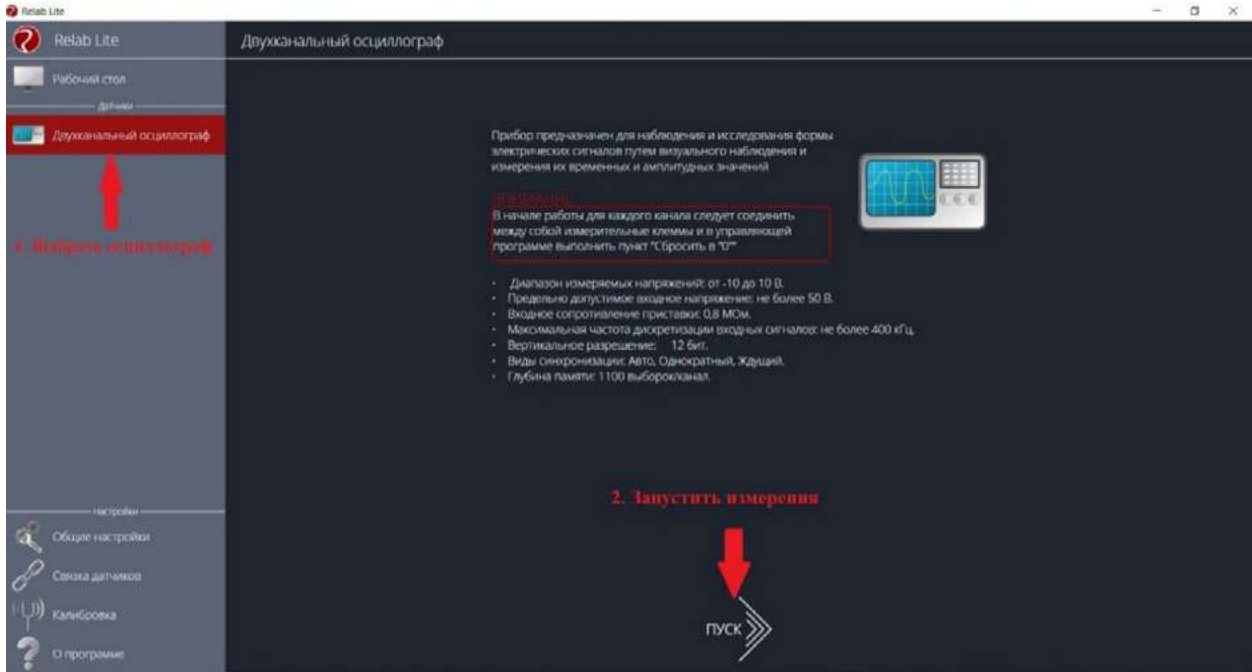 Relab Lite
Relab Lite
Двухканальный осциллограф
Рабочий стол
Датчики
Двухканальный осциллограф
1. Выбрать осциллограф
Прибор предназначен для наблюдения и исследования формы
электрических сигналов путем визуального наблюдения и
измерения их временных и амплитудных значений
ВНИМАНИЕ
В начале работы для каждого канала следует соединить
между собой измерительные клеммы и в управляющей
программе выполнить пункт "Сбросить в "0""
• Диапазон измеряемых напряжений: от -10 до 10 В.
• Предельно допустимое входное напряжение: не более 50 В.
• Входное сопротивление приставки: 0,8 МОм.
• Максимальная частота дискретизации входных сигналов: не более 400 кГц.
• Вертикальное разрешение: 12 бит.
• Виды синхронизации: Авто, Однократный, Ждущий.
• Глубина памяти: 1100 выборок/канал.
2. Запустить измерения
ПУСК
Настройки
Общие настройки
Связка датчиков
Калибровка
О программе